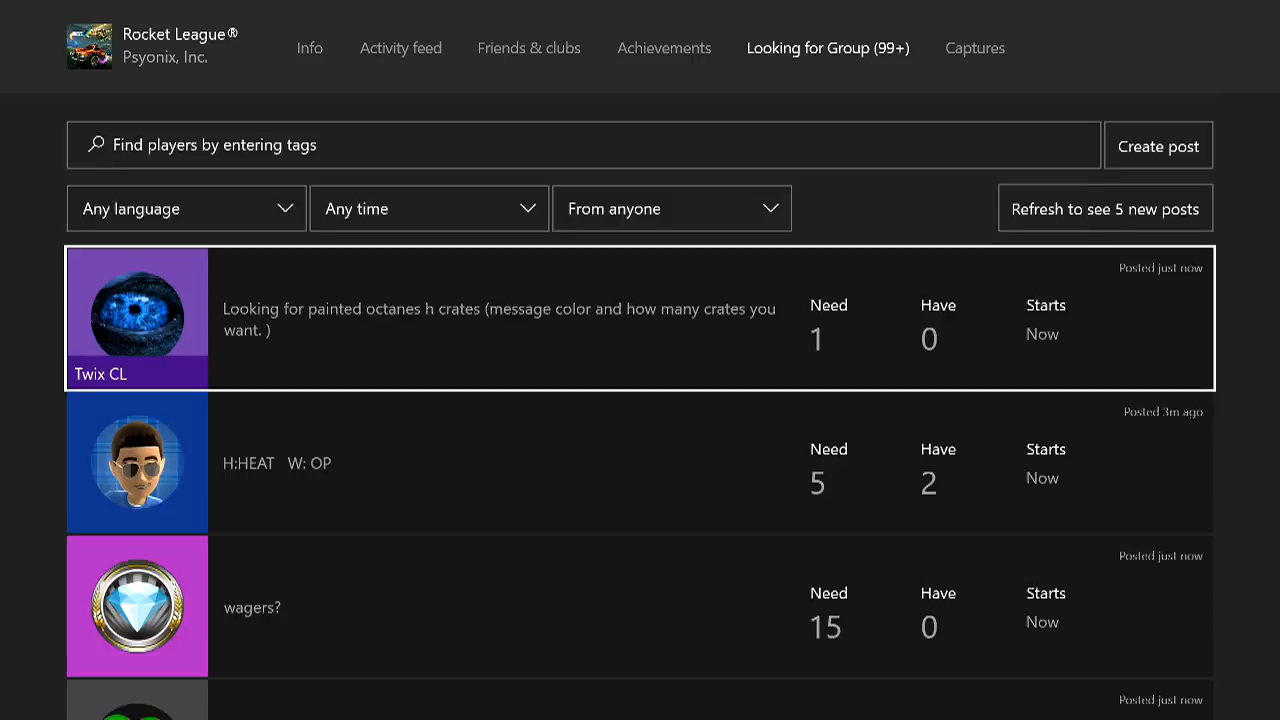 Rocket League®
Psyonix, Inc.
Info
Activity feed
Friends & clubs
Achievements
Looking for Group (99+)
Captures
Find players by entering tags
Create post
Any language
Any time
From anyone
Refresh to see 5 new posts
Posted just now
Looking for painted octanes h crates (message color and how many crates you
want. )
Need
Have
Starts
1
0
Now
Twix CL
Posted 3m ago
H:HEAT W: OP
Need
Have
Starts
5
2
Now
Posted just now
wagers?
Need
Have
Starts
15
0
Now
Posted just now